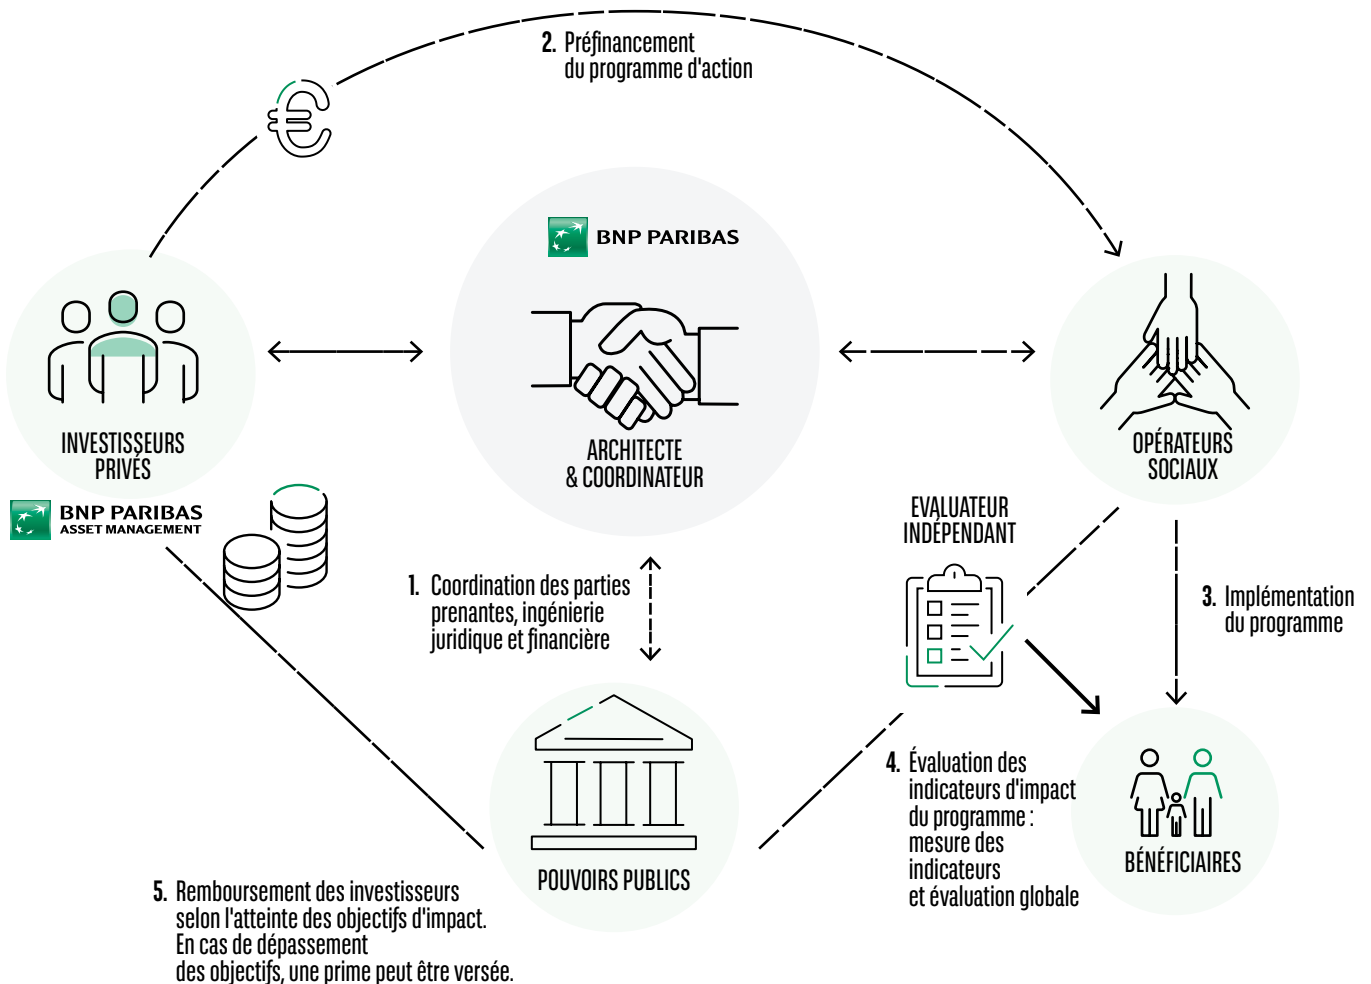 2. Préfinancement
du programme d'action
BNP PARIBAS
INVESTISSEURS
PRIVÉS
BNP PARIBAS
ASSET MANAGEMENT
ARCHITECTE
& COORDINATEUR
OPÉRATEURS
SOCIAUX
EVALUATEUR
INDÉPENDANT
1. Coordination des parties
prenantes, ingénierie
juridique et financière
3. Implémentation
du programme
POUVOIRS PUBLICS
4. Évaluation des
indicateurs d'impact
du programme :
mesure des
indicateurs
et évaluation globale
BÉNÉFICIAIRES
5. Remboursement des investisseurs
selon l'atteinte des objectifs d'impact.
En cas de dépassement
des objectifs, une prime peut être versée.